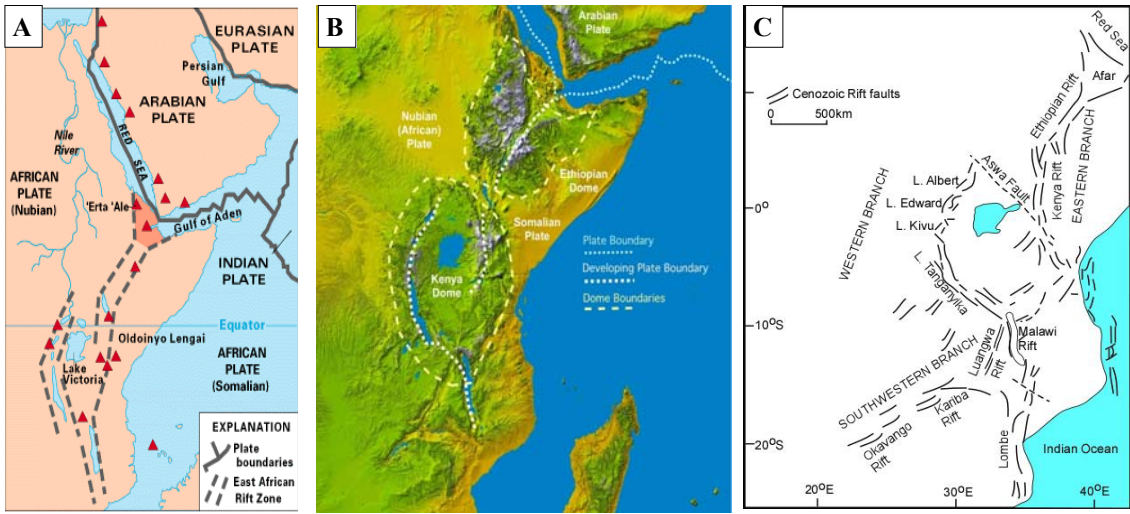 A
EURASIAN
PLATE
Persian
Gulf
ARABIAN
PLATE
RED SEA
Nile
River
AFRICAN
PLATE
(Nubian)
'Erta 'Ale
Gulf of Aden
INDIAN
PLATE
Equator
Oldoinyo Lengai
AFRICAN
PLATE
(Somalian)
Lake
Victoria
EXPLANATION
Plate
boundaries
East African
Rift Zone
B
Arabian
Plate
Nubian
(African)
Plate
Ethiopian
Dome
Somalian
Plate
Kenya
Dome
Plate Boundary
Developing Plate Boundary
Dome Boundaries
C
Red Sea
Afar
Cenozoic Rift faults
0 500km
Ethiopian Rift
EASTERN BRANCH
Kenya Rift
Aswa Fault
L. Albert
L. Edward
L. Kivu
WESTERN BRANCH
L. Tanganyika
0°
10°S
20°S
Malawi
Rift
Luangwa
Rift
SOUTHWESTERN BRANCH
Kariba
Rift
Okavango
Rift
Lombe
Indian Ocean
20°E
30°E
40°E